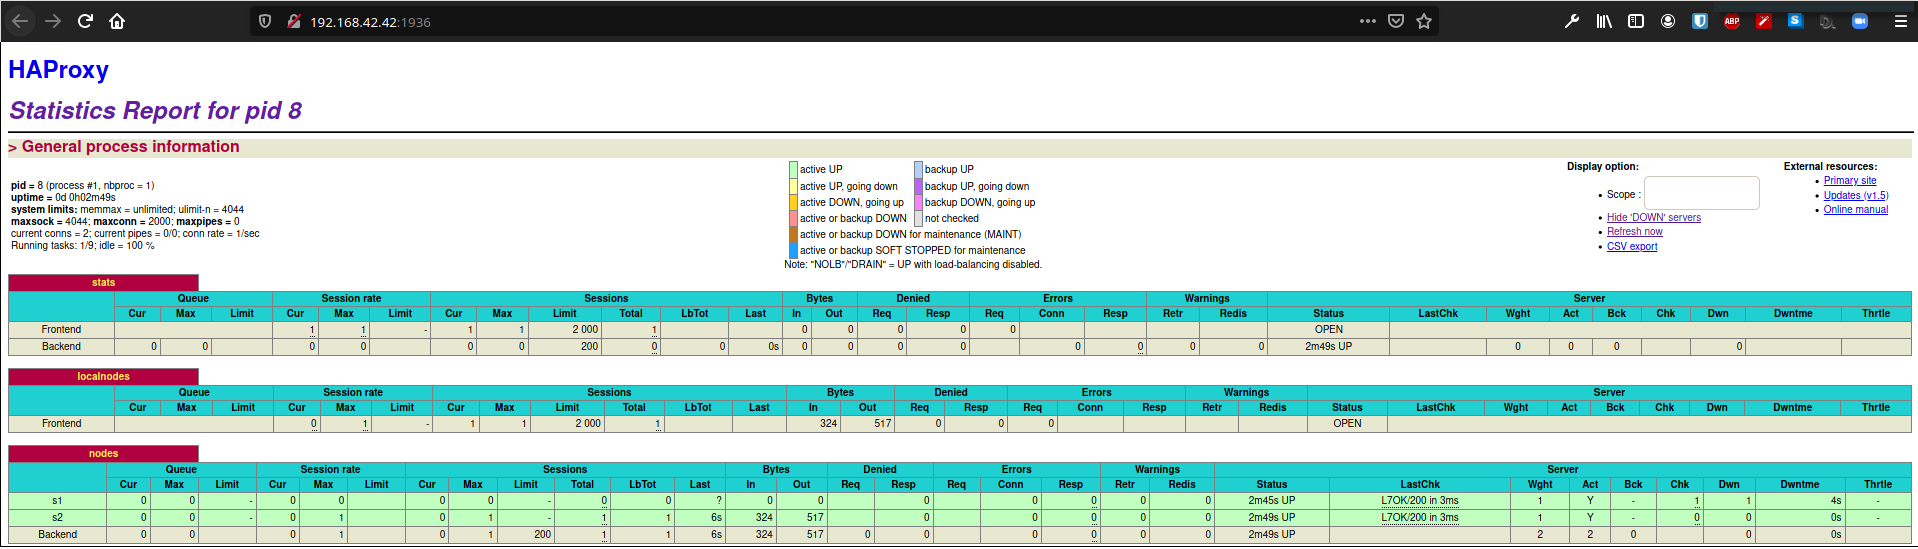 192.168.42.42:1936
HAProxy
Statistics Report for pid 8
> General process information
pid = 8 (process #1, nbproc = 1)
uptime = 0d 0h02m49s
system limits: memmax = unlimited; ulimit-n = 4044
maxsock = 4044; maxconn = 2000; maxpipes = 0
current conns = 2; current pipes = 0/0; conn rate = 1/sec
Running tasks: 1/9; idle = 100 %
active UP backup UP
active UP, going down backup UP, going down
active DOWN, going up backup DOWN, going up
active or backup DOWN not checked
active or backup DOWN for maintenance (MAINT)
active or backup SOFT STOPPED for maintenance
Note: "NOLB"/"DRAIN" = UP with load-balancing disabled.
Display option:
Scope :
Hide 'DOWN' servers
Refresh now
CSV export
External resources:
Primary site
Updates (v1.5)
Online manual
stats
Queue Session rate Sessions Bytes Denied Errors Warnings Server
Cur Max Limit Cur Max Limit Cur Max Limit Total LbTot Last In Out Req Resp Req Conn Resp Retr Redis Status LastChk Wght Act Bck Chk Dwn Dwntme Thrtle
Frontend 1 1 - 1 1 2 000 1 0 0 0 0 0 OPEN
Backend 0 0 0 0 0 0 200 0 0 0s 0 0 0 0 0 0 0 0 2m49s UP 0 0 0 0
localnodes
Queue Session rate Sessions Bytes Denied Errors Warnings Server
Cur Max Limit Cur Max Limit Cur Max Limit Total LbTot Last In Out Req Resp Req Conn Resp Retr Redis Status LastChk Wght Act Bck Chk Dwn Dwntme Thrtle
Frontend 0 1 - 1 1 2 000 1 324 517 0 0 0 OPEN
nodes
Queue Session rate Sessions Bytes Denied Errors Warnings Server
Cur Max Limit Cur Max Limit Cur Max Limit Total LbTot Last In Out Req Resp Req Conn Resp Retr Redis Status LastChk Wght Act Bck Chk Dwn Dwntme Thrtle
s1 0 0 - 0 0 0 0 - 0 0 ? 0 0 0 0 0 0 0 2m45s UP L7OK/200 in 3ms 1 Y - 1 1 4s -
s2 0 0 - 0 1 0 1 - 1 1 6s 324 517 0 0 0 0 0 2m49s UP L7OK/200 in 3ms 1 Y - 0 0 0s -
Backend 0 0 0 1 0 1 200 1 1 6s 324 517 0 0 0 0 0 0 2m49s UP 2 2 0 0 0s